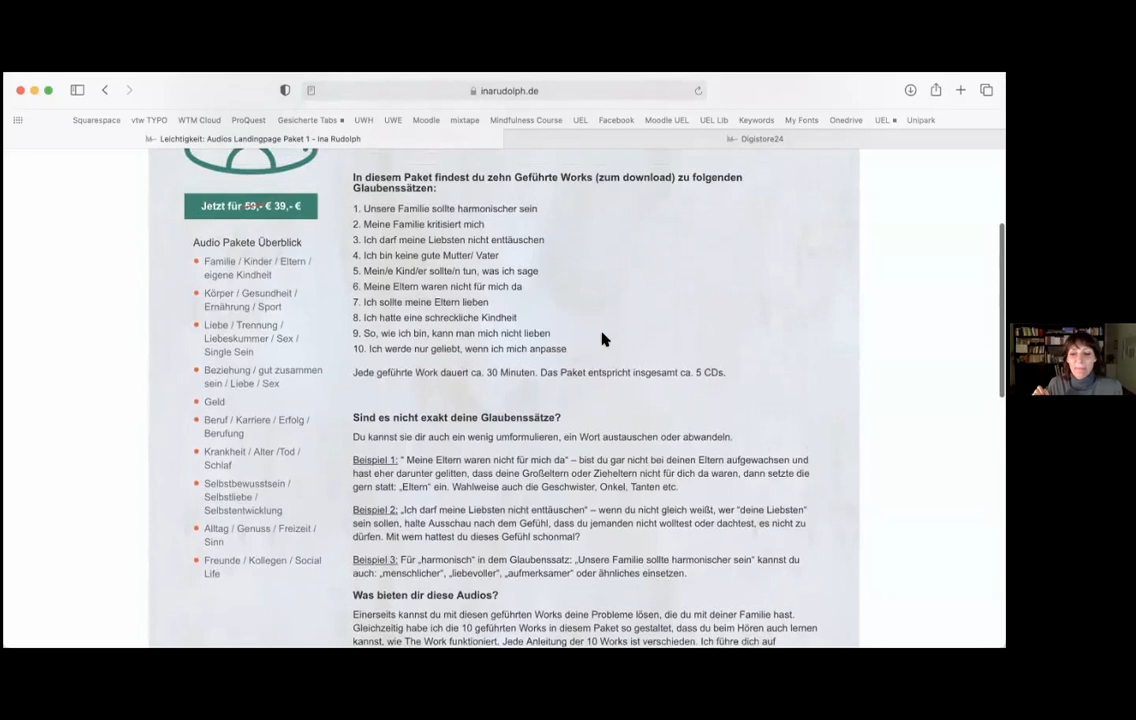 inarudolph.de
Squarespace vtw TYPO WTM Cloud ProQuest Gesicherte Tabs UWH UWE Moodle mixtape Mindfulness Course UEL Facebook Moodle UEL UEL Lib Keywords My Fonts Onedrive UEL Unipark
Leichtigkeit: Audios Landingpage Paket 1 – Ina Rudolph
Digistore24
Jetzt für 59,- € 39,- €
Audio Pakete Überblick
Familie / Kinder / Eltern /
eigene Kindheit
Körper / Gesundheit /
Ernährung / Sport
Liebe / Trennung /
Liebeskummer / Sex /
Single Sein
Beziehung / gut zusammen
sein / Liebe / Sex
Geld
Beruf / Karriere / Erfolg /
Berufung
Krankheit / Alter /Tod /
Schlaf
Selbstbewusstsein /
Selbstliebe /
Selbstentwicklung
Alltag / Genuss / Freizeit /
Sinn
Freunde / Kollegen / Social
Life
In diesem Paket findest du zehn Geführte Works (zum download) zu folgenden
Glaubenssätzen:
1. Unsere Familie sollte harmonischer sein
2. Meine Familie kritisiert mich
3. Ich darf meine Liebsten nicht enttäuschen
4. Ich bin keine gute Mutter/ Vater
5. Mein/e Kind/er sollte/n tun, was ich sage
6. Meine Eltern waren nicht für mich da
7. Ich sollte meine Eltern lieben
8. Ich hatte eine schreckliche Kindheit
9. So, wie ich bin, kann man mich nicht lieben
10. Ich werde nur geliebt, wenn ich mich anpasse
Jede geführte Work dauert ca. 30 Minuten. Das Paket entspricht insgesamt ca. 5 CDs.
Sind es nicht exakt deine Glaubenssätze?
Du kannst sie dir auch ein wenig umformulieren, ein Wort austauschen oder abwandeln.
Beispiel 1: " Meine Eltern waren nicht für mich da“ – bist du gar nicht bei deinen Eltern aufgewachsen und
hast eher darunter gelitten, dass deine Großeltern oder Zieheltern nicht für dich da waren, dann setzte die
gern statt: „Eltern“ ein. Wahlweise auch die Geschwister, Onkel, Tanten etc.
Beispiel 2: „Ich darf meine Liebsten nicht enttäuschen“ – wenn du nicht gleich weißt, wer "deine Liebsten"
sein sollen, halte Ausschau nach dem Gefühl, dass du jemanden nicht wolltest oder dachtest, es nicht zu
dürfen. Mit wem hattest du dieses Gefühl schonmal?
Beispiel 3: Für „harmonisch“ in dem Glaubenssatz: „Unsere Familie sollte harmonischer sein“ kannst du
auch: „menschlicher“, „liebevoller“, „aufmerksamer“ oder ähnliches einsetzen.
Was bieten dir diese Audios?
Einerseits kannst du mit diesen geführten Works deine Probleme lösen, die du mit deiner Familie hast.
Gleichzeitig habe ich die 10 geführten Works in diesem Paket so gestaltet, dass du beim Hören auch lernen
kannst, wie The Work funktioniert. Jede Anleitung der 10 Works ist verschieden. Ich führe dich auf